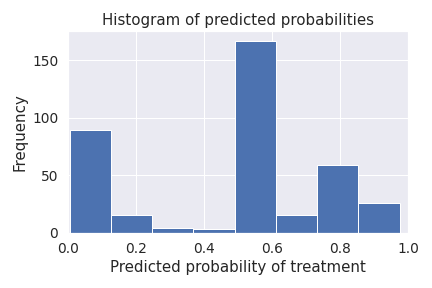 Histogram of predicted probabilities
150
100
50
0
Frequency
0.0 0.2 0.4 0.6 0.8 1.0
Predicted probability of treatment